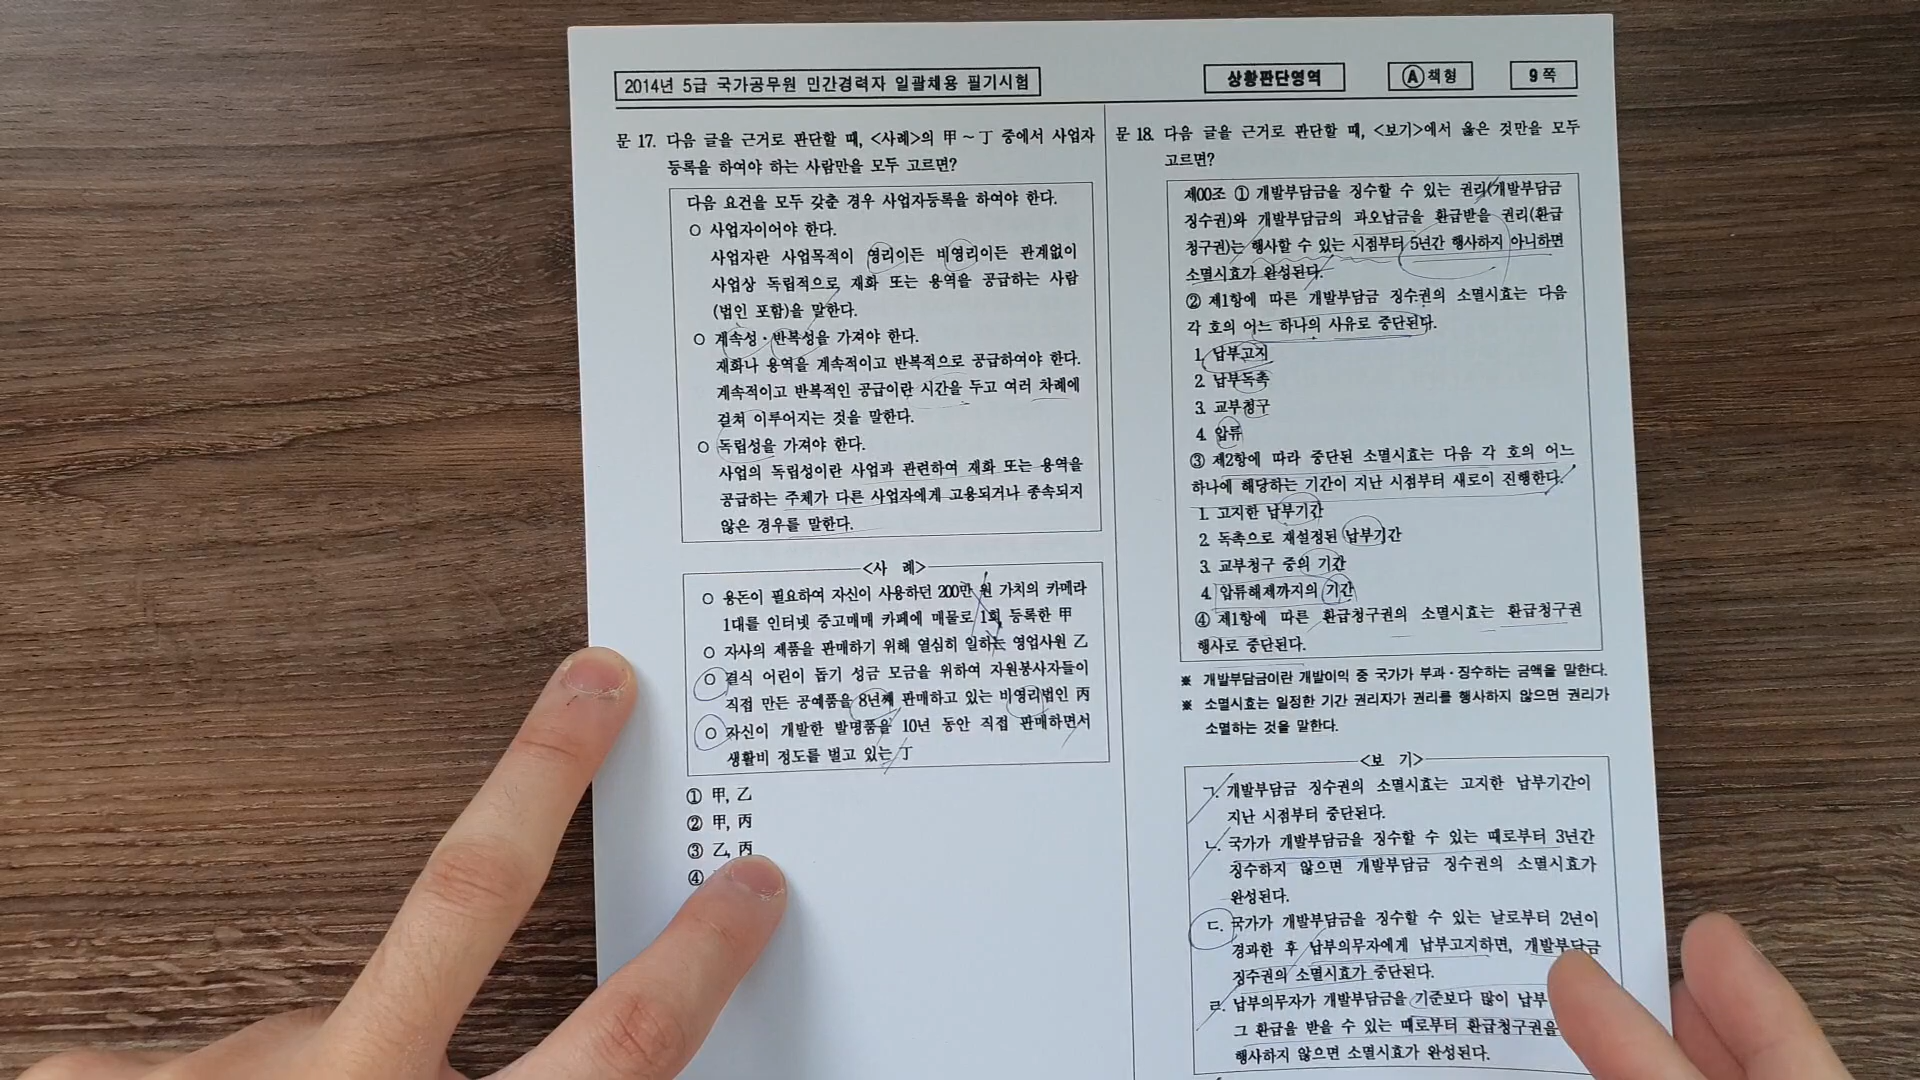 2014년 5급 국가공무원 민간경력자 일괄채용 필기시험
상황판단영역
Ⓐ책형
9쪽
문 17. 다음 글을 근거로 판단할 때, <사례>의 甲~丁 중에서 사업자
등록을 하여야 하는 사람만을 모두 고르면?
다음 요건을 모두 갖춘 경우 사업자등록을 하여야 한다.
○ 사업자이어야 한다.
사업자란 사업목적이 영리이든 비영리이든 관계없이
사업상 독립적으로 재화 또는 용역을 공급하는 사람
(법인 포함)을 말한다.
○ 계속성·반복성을 가져야 한다.
재화나 용역을 계속적이고 반복적으로 공급하여야 한다.
계속적이고 반복적인 공급이란 시간을 두고 여러 차례에
걸쳐 이루어지는 것을 말한다.
○ 독립성을 가져야 한다.
사업의 독립성이란 사업과 관련하여 재화 또는 용역을
공급하는 주체가 다른 사업자에게 고용되거나 종속되지
않은 경우를 말한다.
<사 례>
○ 용돈이 필요하여 자신이 사용하던 200만 원 가치의 카메라
1대를 인터넷 중고매매 카페에 매물로 1회 등록한 甲
○ 자사의 제품을 판매하기 위해 열심히 일하는 영업사원 乙
○ 결식 어린이 돕기 성금 모금을 위하여 자원봉사자들이
직접 만든 공예품을 8년째 판매하고 있는 비영리법인 丙
○ 자신이 개발한 발명품을 10년 동안 직접 판매하면서
생활비 정도를 벌고 있는 丁
① 甲, 乙
② 甲, 丙
③ 乙, 丙
④
문 18. 다음 글을 근거로 판단할 때, <보기>에서 옳은 것만을 모두
고르면?
제00조 ① 개발부담금을 징수할 수 있는 권리(개발부담금
징수권)와 개발부담금의 과오납금을 환급받을 권리(환급
청구권)는 행사할 수 있는 시점부터 5년간 행사하지 아니하면
소멸시효가 완성된다.
② 제1항에 따른 개발부담금 징수권의 소멸시효는 다음
각 호의 어느 하나의 사유로 중단된다.
1. 납부고지
2. 납부독촉
3. 교부청구
4. 압류
③ 제2항에 따라 중단된 소멸시효는 다음 각 호의 어느
하나에 해당하는 기간이 지난 시점부터 새로이 진행한다.
1. 고지한 납부기간
2. 독촉으로 재설정된 납부기간
3. 교부청구 중의 기간
4. 압류해제까지의 기간
④ 제1항에 따른 환급청구권의 소멸시효는 환급청구권
행사로 중단된다.
※ 개발부담금이란 개발이익 중 국가가 부과·징수하는 금액을 말한다.
※ 소멸시효는 일정한 기간 권리자가 권리를 행사하지 않으면 권리가
소멸하는 것을 말한다.
<보 기>
ㄱ. 개발부담금 징수권의 소멸시효는 고지한 납부기간이
지난 시점부터 중단된다.
ㄴ. 국가가 개발부담금을 징수할 수 있는 때로부터 3년간
징수하지 않으면 개발부담금 징수권의 소멸시효가
완성된다.
ㄷ. 국가가 개발부담금을 징수할 수 있는 날로부터 2년이
경과한 후 납부의무자에게 납부고지하면, 개발부담금
징수권의 소멸시효가 중단된다.
ㄹ. 납부의무자가 개발부담금을 기준보다 많이 납부
그 환급을 받을 수 있는 때로부터 환급청구권을
행사하지 않으면 소멸시효가 완성된다.